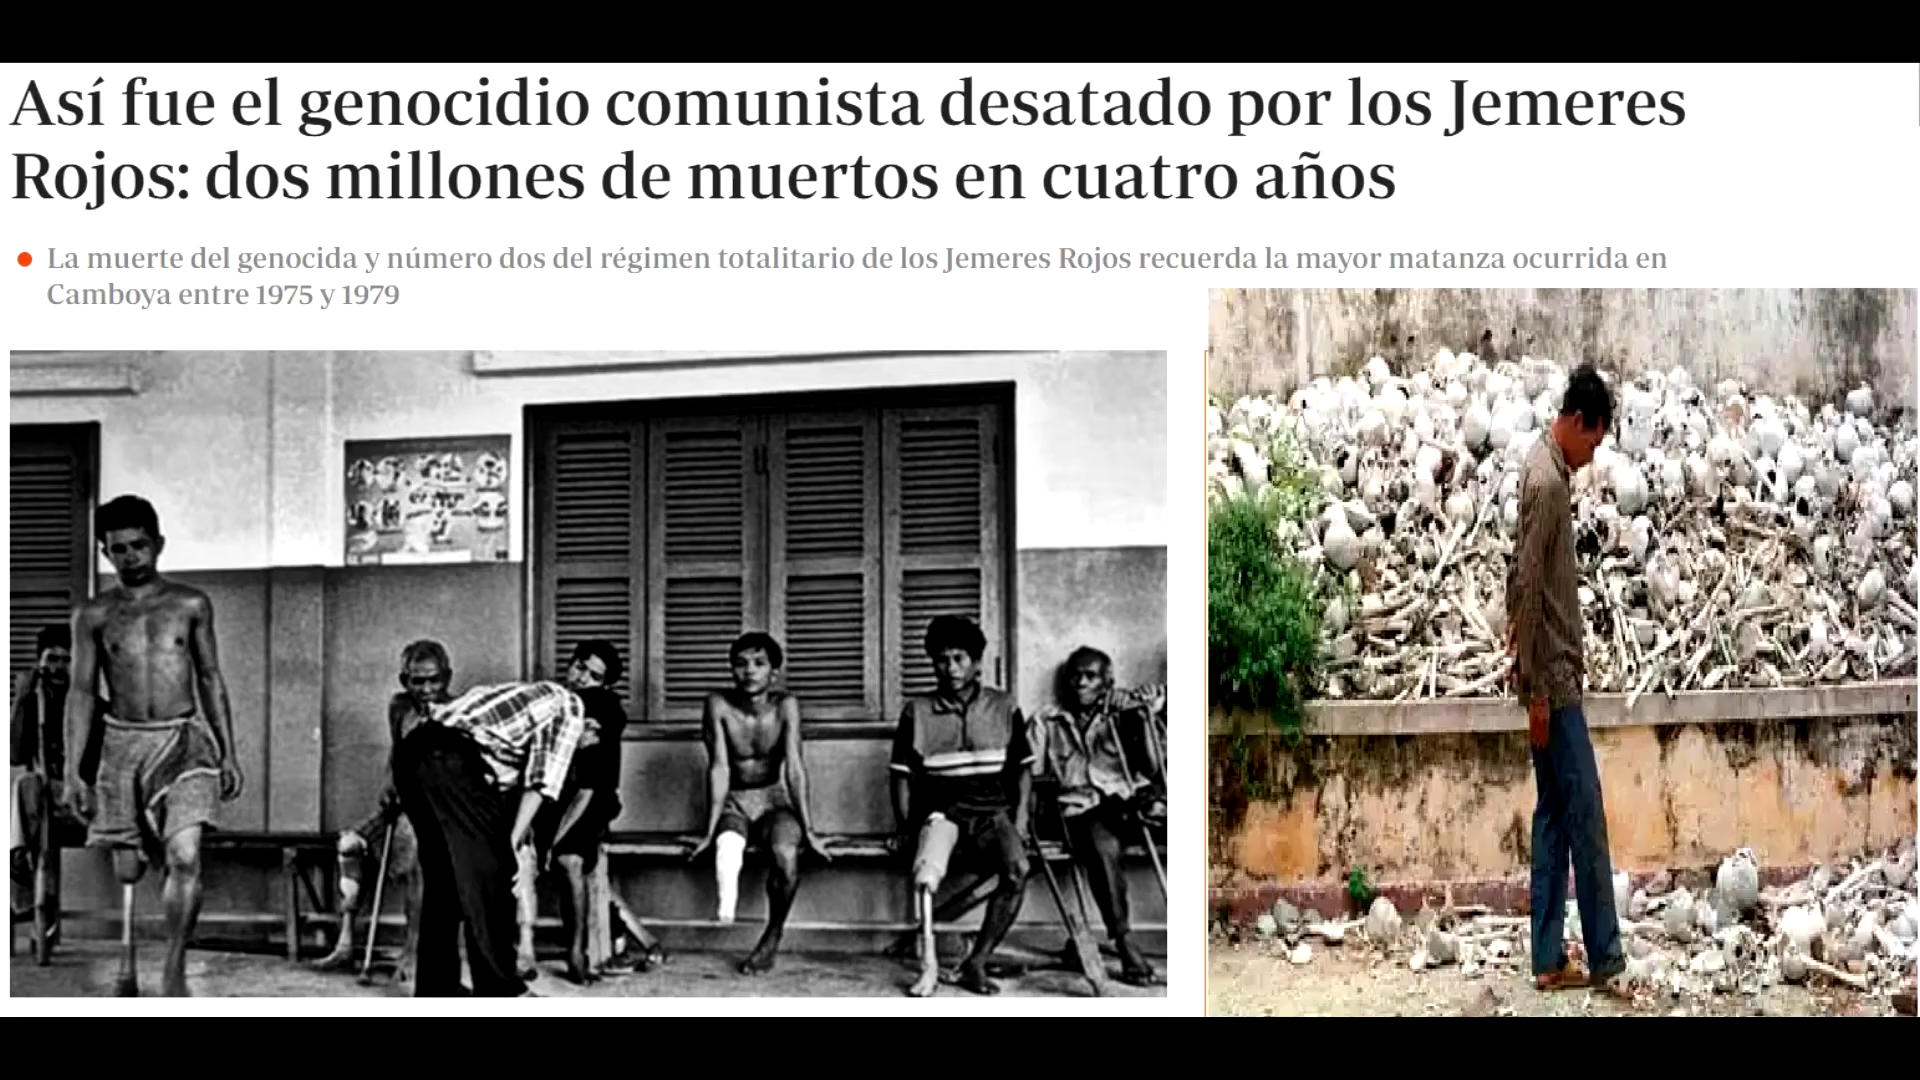 Así fue el genocidio comunista desatado por los Jemeres
Rojos: dos millones de muertos en cuatro años
La muerte del genocida y número dos del régimen totalitario de los Jemeres Rojos recuerda la mayor matanza ocurrida en
Camboya entre 1975 y 1979